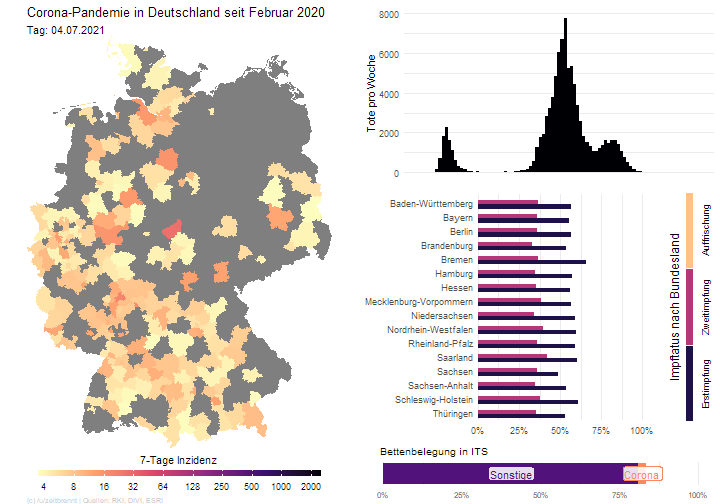 Corona-Pandemie in Deutschland seit Februar 2020
Tag: 04.07.2021
Tote pro Woche
8000
6000
4000
2000
0
Baden-Württemberg
Bayern
Berlin
Brandenburg
Bremen
Hamburg
Hessen
Mecklenburg-Vorpommern
Niedersachsen
Nordrhein-Westfalen
Rheinland-Pfalz
Saarland
Sachsen
Sachsen-Anhalt
Schleswig-Holstein
Thüringen
0% 25% 50% 75% 100%
Impfstatus nach Bundesland
Auffrischung
Zweitimpfung
Erstimpfung
7-Tage Inzidenz
4 8 16 32 64 120 250 500 1000 2000
Bettenbelegung in ITS
Sonstige
Corona
0% 25% 50% 75% 100%
Quellen: RKI, DIVI, ESRI